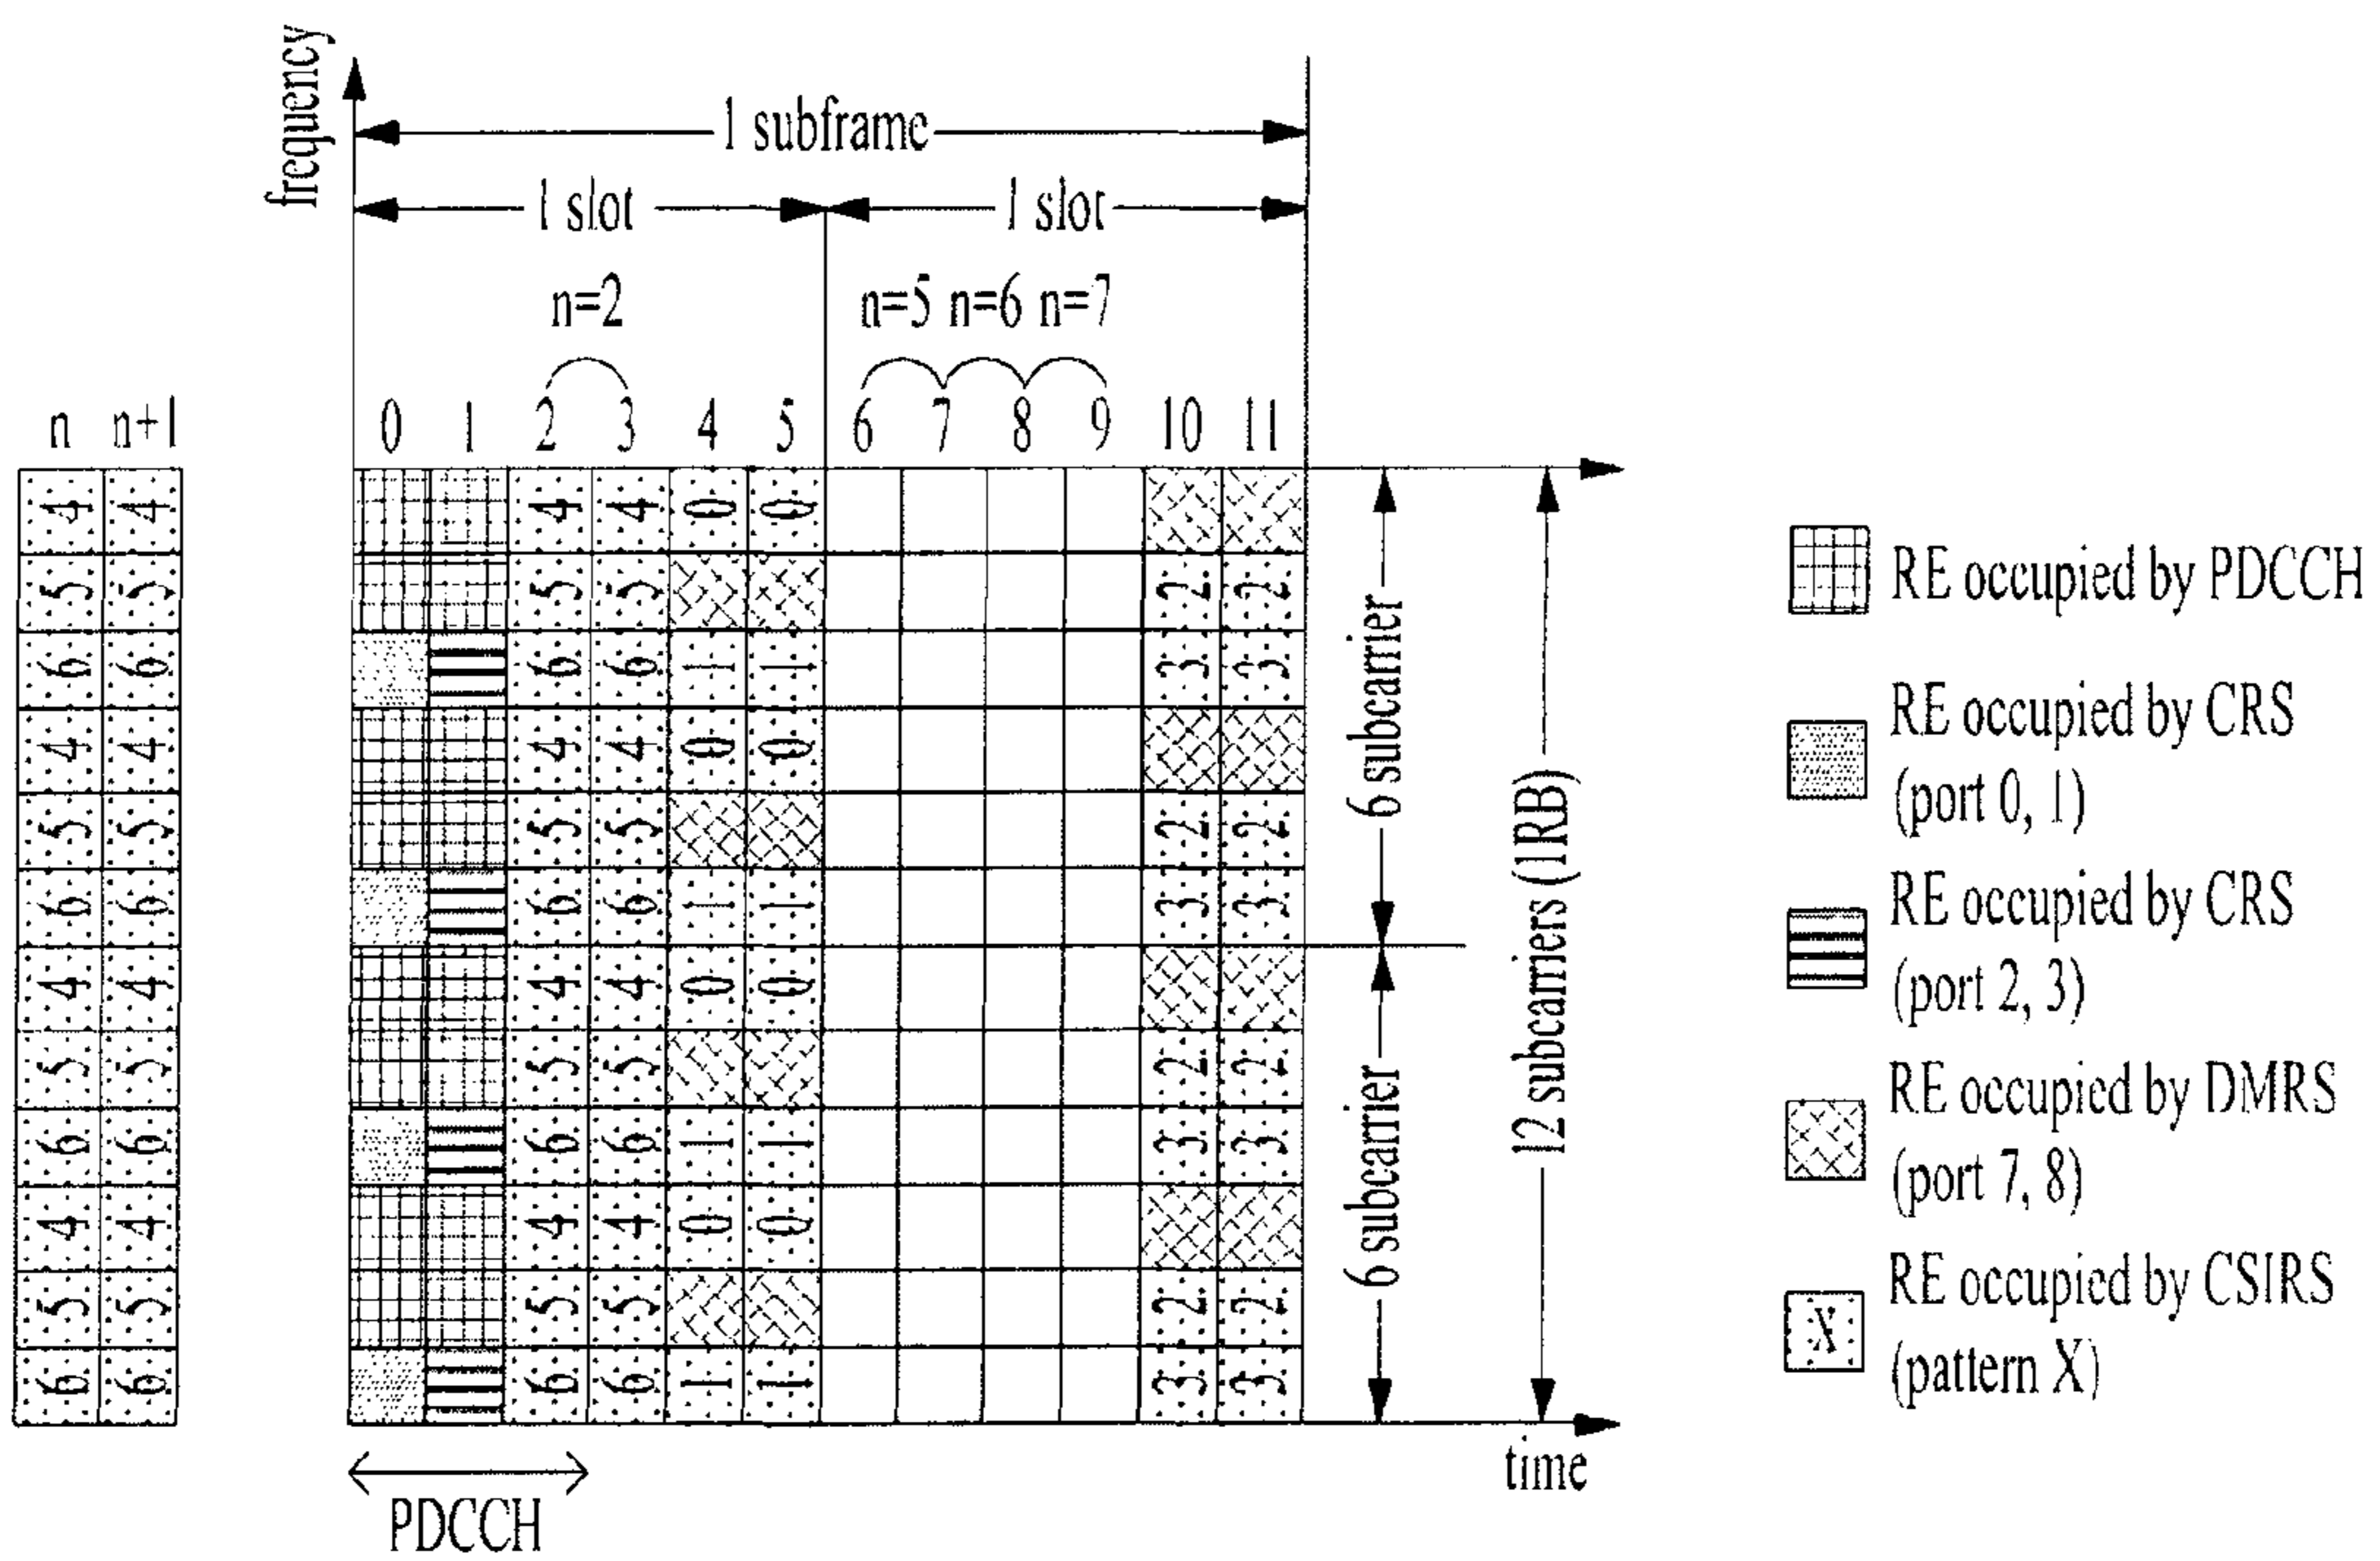 frequency
1 subframe
1 slot 1 slot
n=2 n=5 n=6 n=7
n n+1 0 1 2 3 4 5 6 7 8 9 10 11
4 4 4 4 0 0
5 5 5 5 2 2
6 6 6 6 1 1 3 3
4 4 4 4 0 0
5 5 5 5 2 2
6 6 6 6 1 1 3 3
4 4 4 4 0 0
5 5 5 5 2 2
6 6 6 6 1 1 3 3
4 4 4 4 0 0
5 5 5 5 2 2
6 6 6 6 1 1 3 3
6 subcarrier
6 subcarrier
12 subcarriers (1RB)
time
PDCCH
RE occupied by PDCCH
RE occupied by CRS
(port 0, 1)
RE occupied by CRS
(port 2, 3)
RE occupied by DMRS
(port 7, 8)
X
RE occupied by CSIRS
(pattern X)